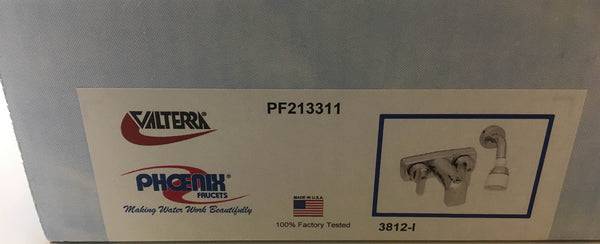 VALTERRA®
PF213311
PHOENIX®
FAUCETS
Making Water Work Beautifully
MADE IN U.S.A.
100% Factory Tested
3812-I